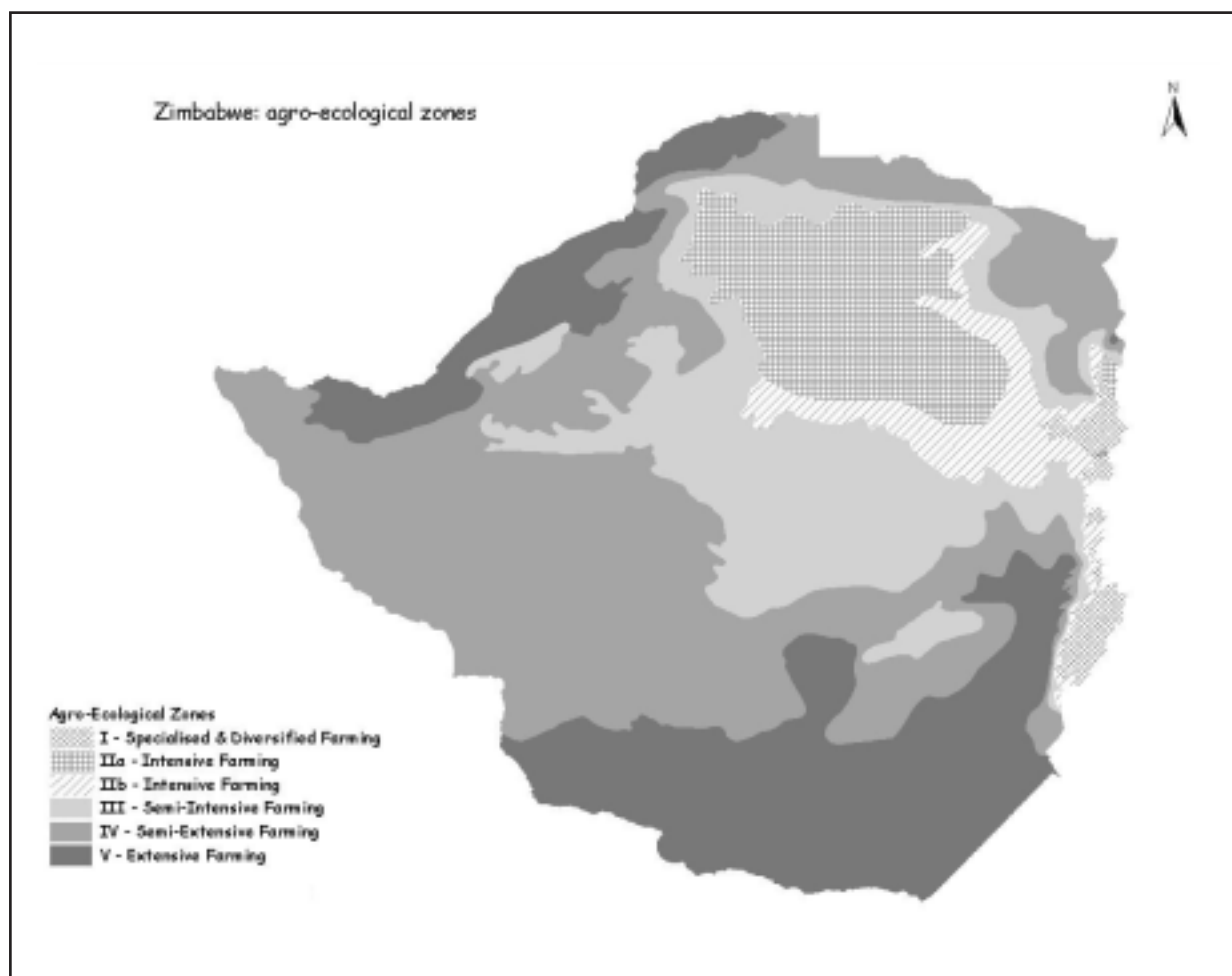 Zimbabwe: agro-ecological zones
N
Agro-Ecological Zones
I - Specialised & Diversified Farming
IIa - Intensive Farming
IIb - Intensive Farming
III - Semi-Intensive Farming
IV - Semi-Extensive Farming
V - Extensive Farming